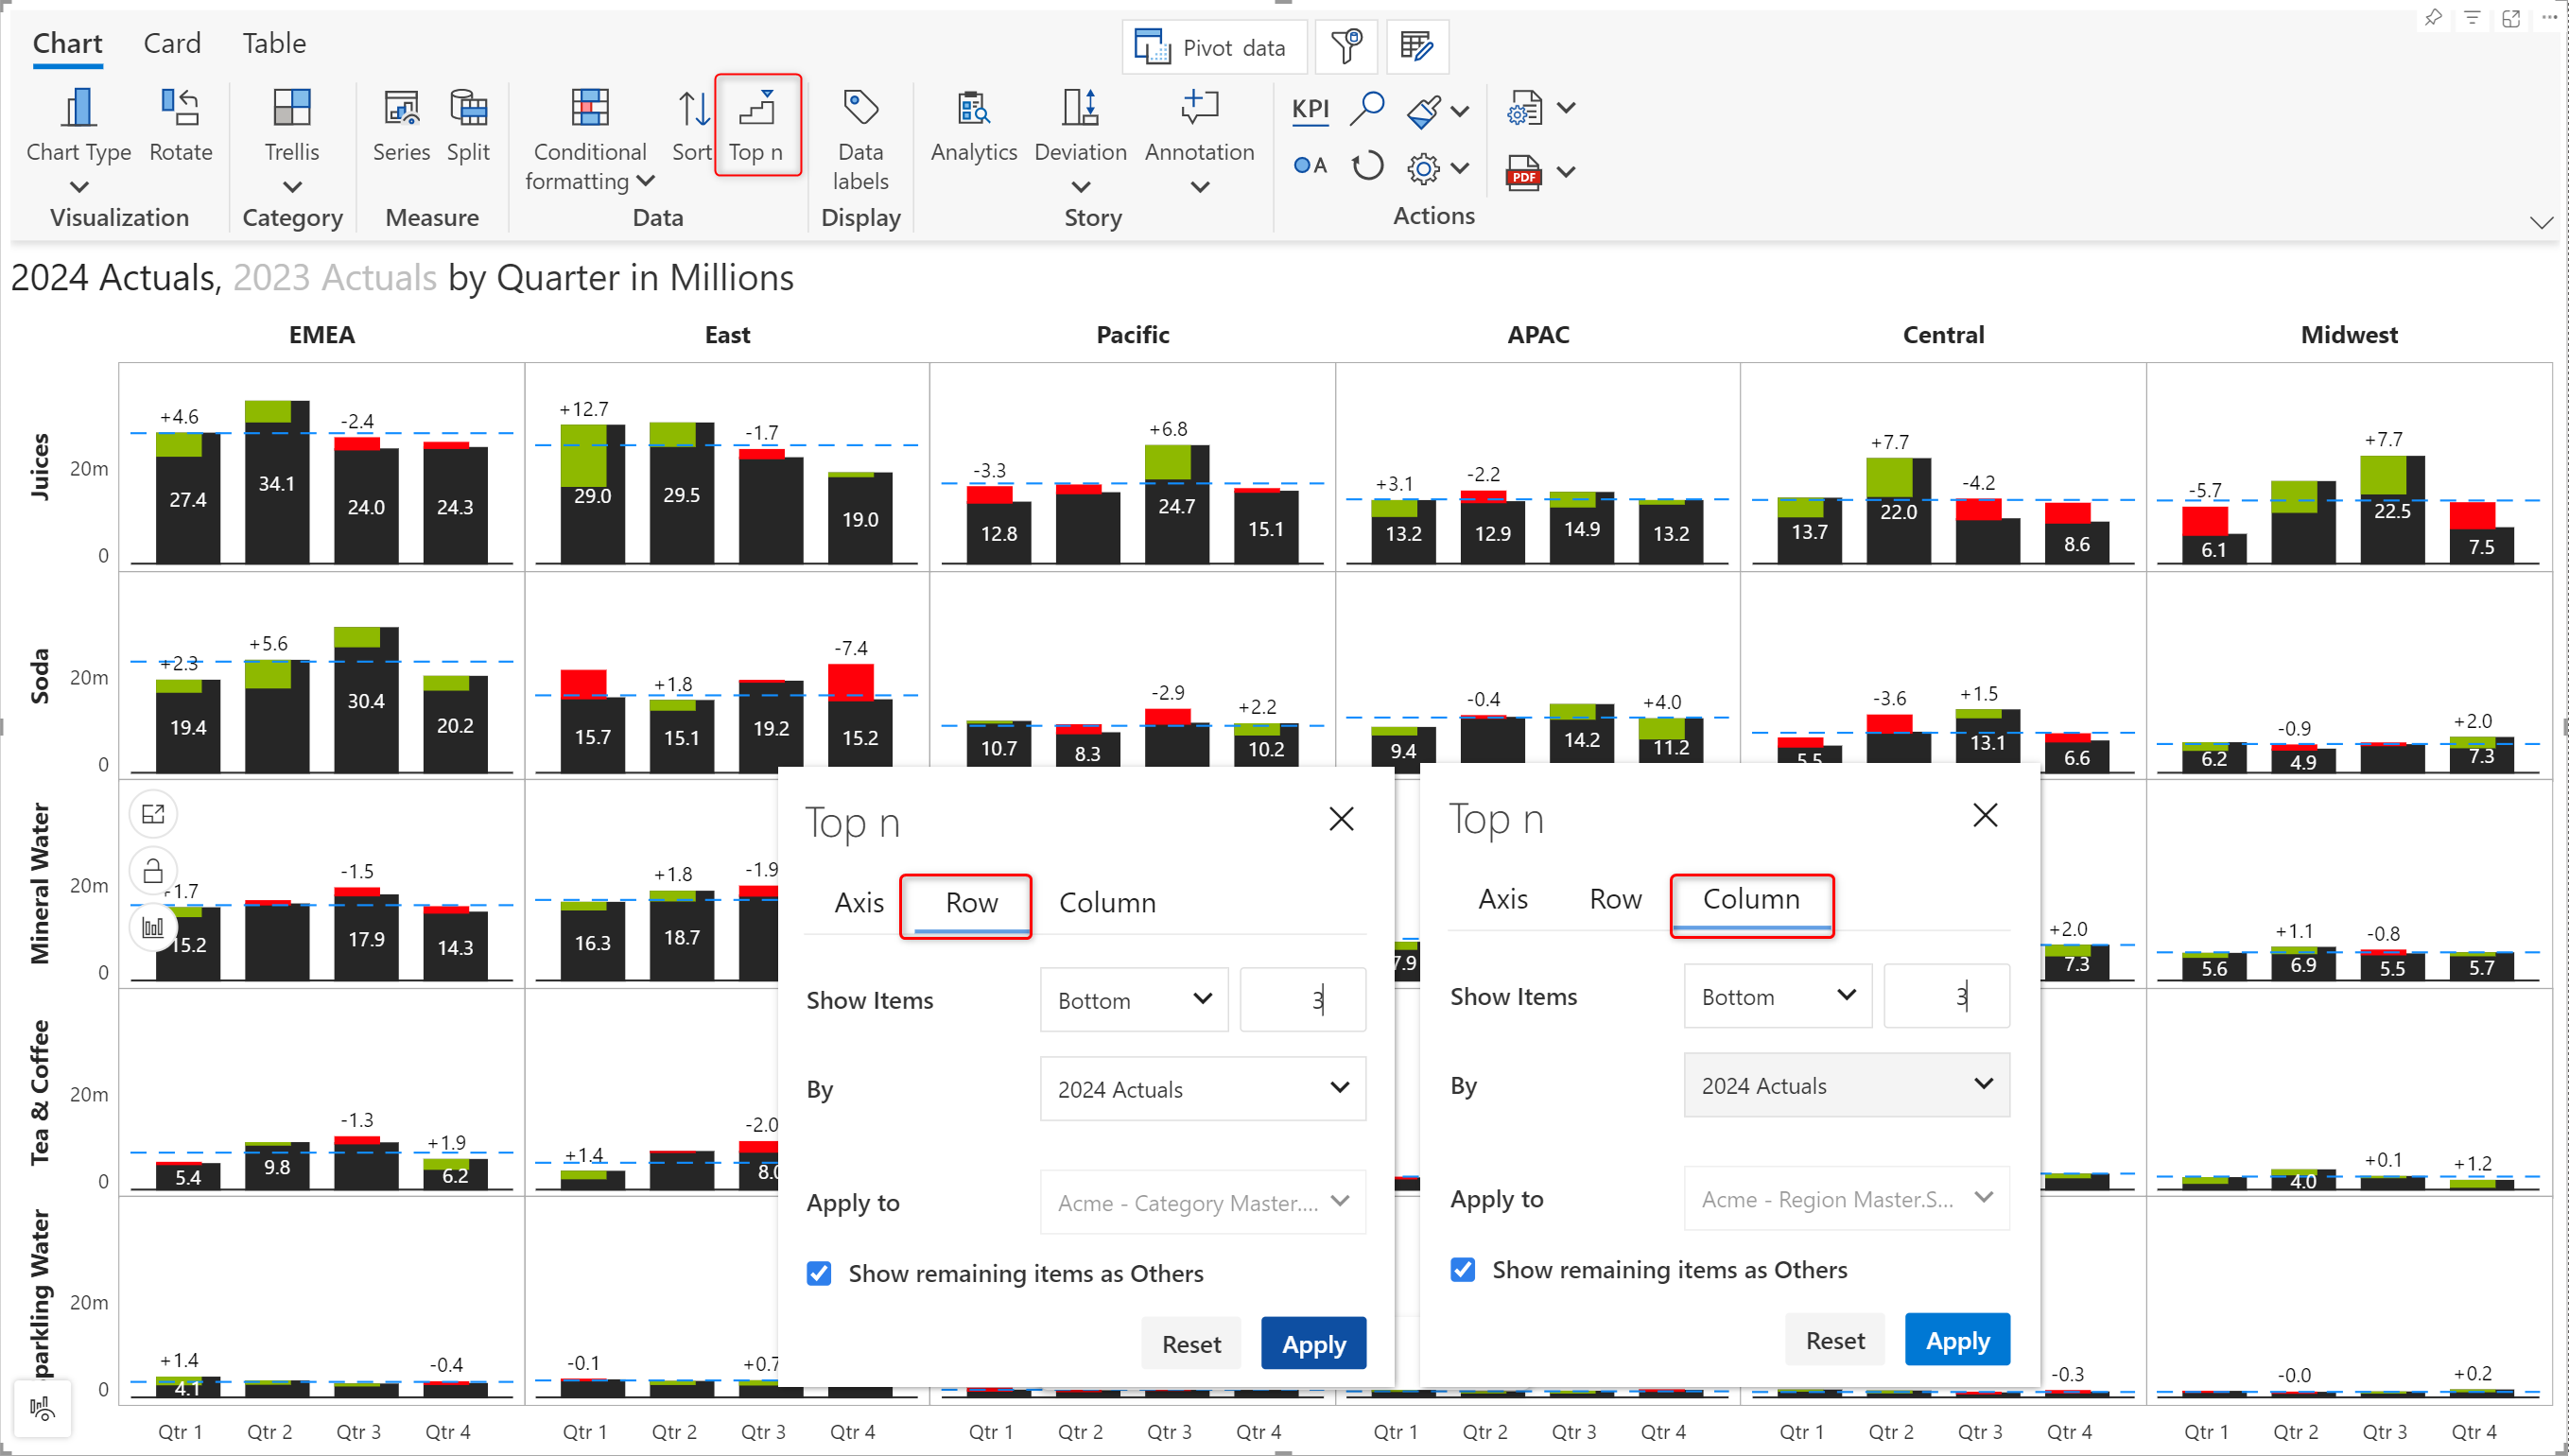 Chart Card Table
Pivot data
Chart Type Rotate Trellis Series Split Conditional formatting Sort Top n Data labels Analytics Deviation Annotation KPI
A PDF
Visualization Category Measure Data Display Story Actions
2024 Actuals, 2023 Actuals by Quarter in Millions
EMEA East Pacific APAC Central Midwest
Juices
20m
0
+4.6 -2.4
27.4 34.1 24.0 24.3
+12.7 -1.7
29.0 29.5 19.0
-3.3 +6.8
12.8 24.7 15.1
+3.1 -2.2
13.2 12.9 14.9 13.2
+7.7 -4.2
13.7 22.0 8.6
-5.7 +7.7
6.1 22.5 7.5
Soda
20m
0
+2.3 +5.6
19.4 30.4 20.2
+1.8 -7.4
15.7 15.1 19.2 15.2
-2.9 +2.2
10.7 8.3 10.2
-0.4 +4.0
9.4 14.2 11.2
-3.6 +1.5
5.5 13.1 6.6
-0.9 +2.0
6.2 4.9 7.3
Mineral Water
20m
0
+1.7 -1.5
15.2 17.9 14.3
+1.8 -1.9
16.3 18.7
7.9
+2.0
7.3
+1.1 -0.8
5.6 6.9 5.5 5.7
Tea & Coffee
20m
0
-1.3 +1.9
5.4 9.8 6.2
+1.4 -2.0
8.0
+0.1 +1.2
4.0
parkling Water
20m
0
+1.4 -0.4
4.1
-0.1 +0.7
-0.3
-0.0 +0.2
Top n
Axis Row Column
Show Items Bottom 3
By 2024 Actuals
Apply to Acme - Category Master....
Show remaining items as Others
Reset Apply
Top n
Axis Row Column
Show Items Bottom 3
By 2024 Actuals
Apply to Acme - Region Master.S...
Show remaining items as Others
Reset Apply
Qtr 1 Qtr 2 Qtr 3 Qtr 4 Qtr 1 Qtr 2 Qtr 3 Qtr 4 Qtr 1 Qtr 2 Qtr 3 Qtr 4 Qtr 1 Qtr 2 Qtr 3 Qtr 4 Qtr 1 Qtr 2 Qtr 3 Qtr 4 Qtr 1 Qtr 2 Qtr 3 Qtr 4